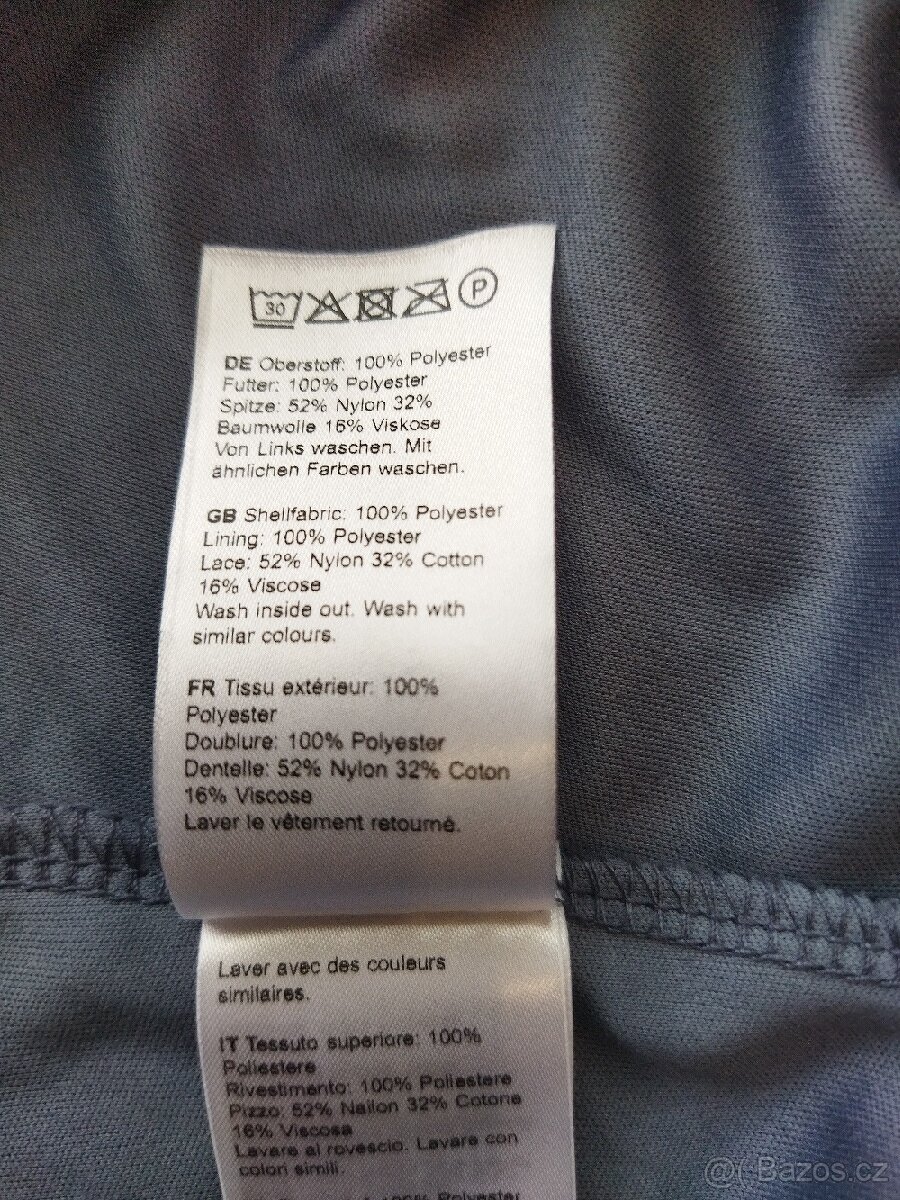 30 P
DE Oberstoff: 100% Polyester
Futter: 100% Polyester
Spitze: 52% Nylon 32%
Baumwolle 16% Viskose
Von Links waschen. Mit
ähnlichen Farben waschen.
GB Shellfabric: 100% Polyester
Lining: 100% Polyester
Lace: 52% Nylon 32% Cotton
16% Viscose
Wash inside out. Wash with
similar colours.
FR Tissu extérieur: 100%
Polyester
Doublure: 100% Polyester
Dentelle: 52% Nylon 32% Coton
16% Viscose
Laver le vêtement retourné.
Laver avec des couleurs
similaires.
IT Tessuto superiore: 100%
Poliestere
Rivestimento: 100% Poliestere
Pizzo: 52% Nailon 32% Cotone
16% Viscosa
Lavare al rovescio. Lavare con
colori simili.
100% Polyester
@ Bazos.cz